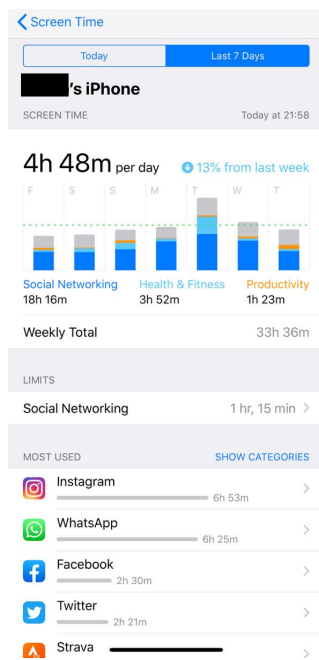 Screen Time
Today Last 7 Days
's iPhone
SCREEN TIME Today at 21:58
4h 48m per day 13% from last week
F S S M T W T
Social Networking Health & Fitness Productivity
18h 16m 3h 52m 1h 23m
Weekly Total 33h 36m
LIMITS
Social Networking 1 hr, 15 min
MOST USED SHOW CATEGORIES
Instagram
6h 53m
WhatsApp
6h 25m
Facebook
2h 30m
Twitter
2h 21m
Strava